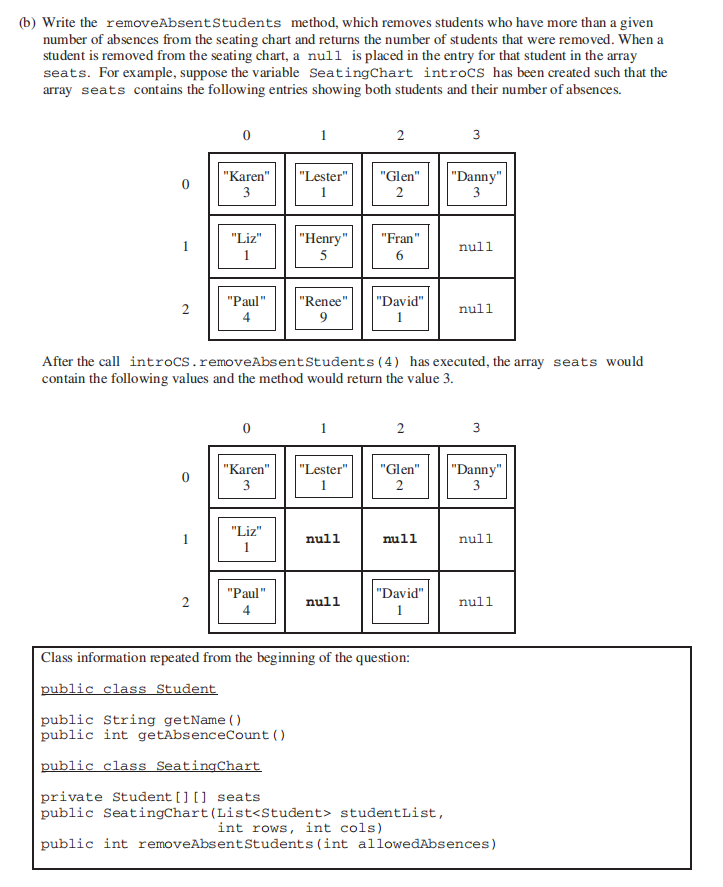 (b) Write the removeAbsentStudents method, which removes students who have more than a given
number of absences from the seating chart and returns the number of students that were removed. When a
student is removed from the seating chart, a null is placed in the entry for that student in the array
seats. For example, suppose the variable SeatingChart introCS has been created such that the
array seats contains the following entries showing both students and their number of absences.
0 1 2 3
"Karen" "Lester" "Glen" "Danny"
0
3 1 2 3
"Liz" "Henry" "Fran"
1 null
1 5 6
"Paul" "Renee" "David"
2 null
4 9 1
After the call introCS.removeAbsentStudents(4) has executed, the array seats would
contain the following values and the method would return the value 3.
0 1 2 3
"Karen" "Lester" "Glen" "Danny"
0
3 1 2 3
"Liz"
1 null null null
1
"Paul" "David"
2 null null
4 1
Class information repeated from the beginning of the question:
public class Student
public String getName()
public int getAbsenceCount()
public class SeatingChart
private Student[][] seats
public SeatingChart(List<Student> studentList,
int rows, int cols)
public int removeAbsentStudents(int allowedAbsences)